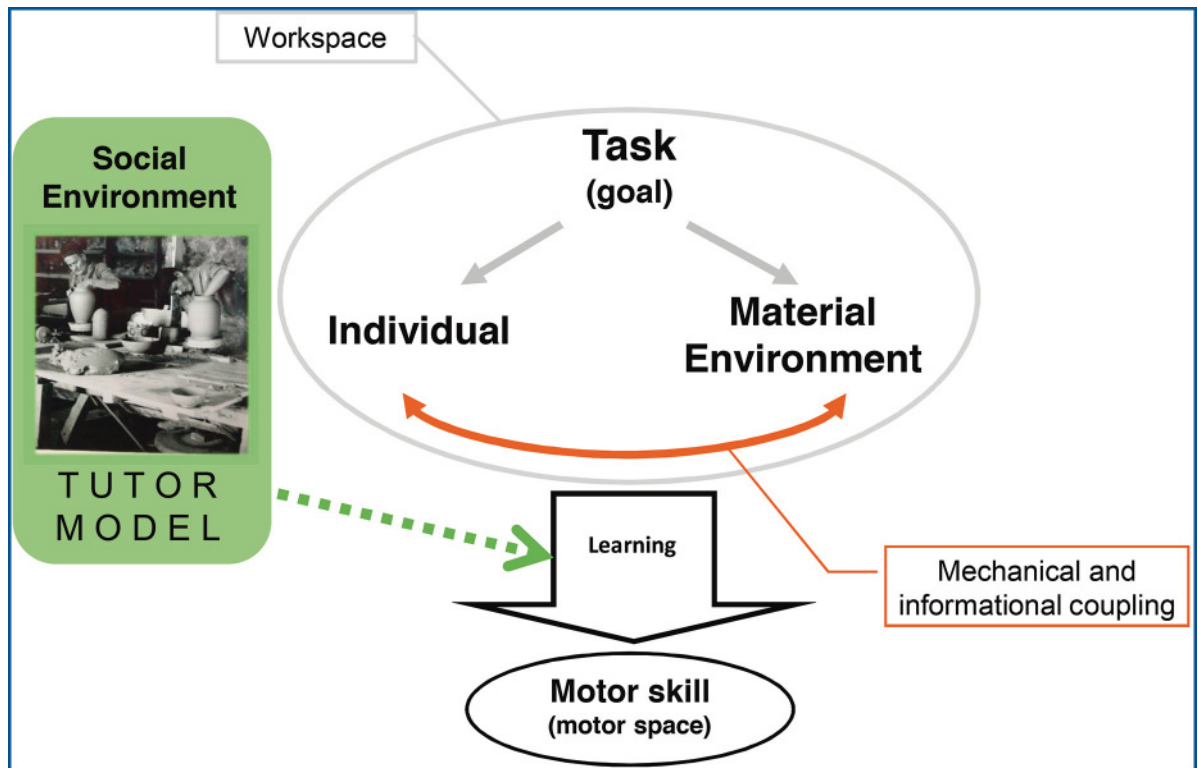 Workspace
Social
Environment
TUTOR
MODEL
Task
(goal)
Individual
Material
Environment
Learning
Mechanical and
informational coupling
Motor skill
(motor space)